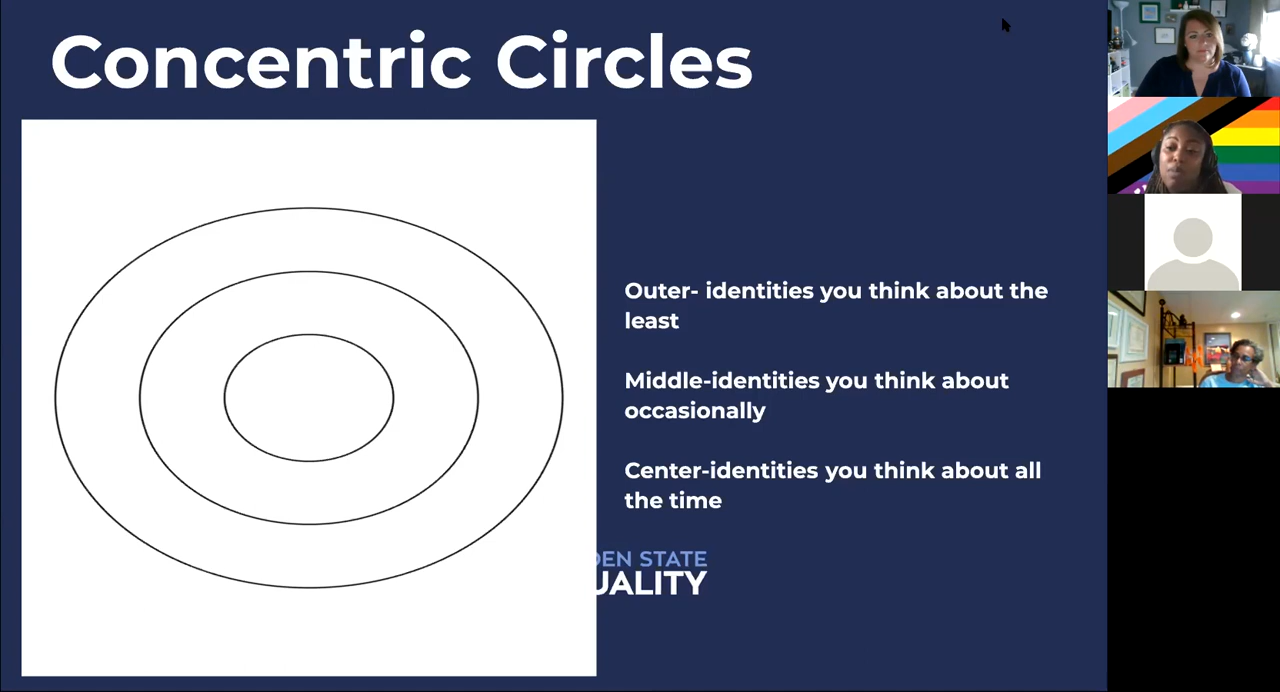 Concentric Circles
Outer- identities you think about the
least
Middle-identities you think about
occasionally
Center-identities you think about all
the time
DEN STATE
UALITY